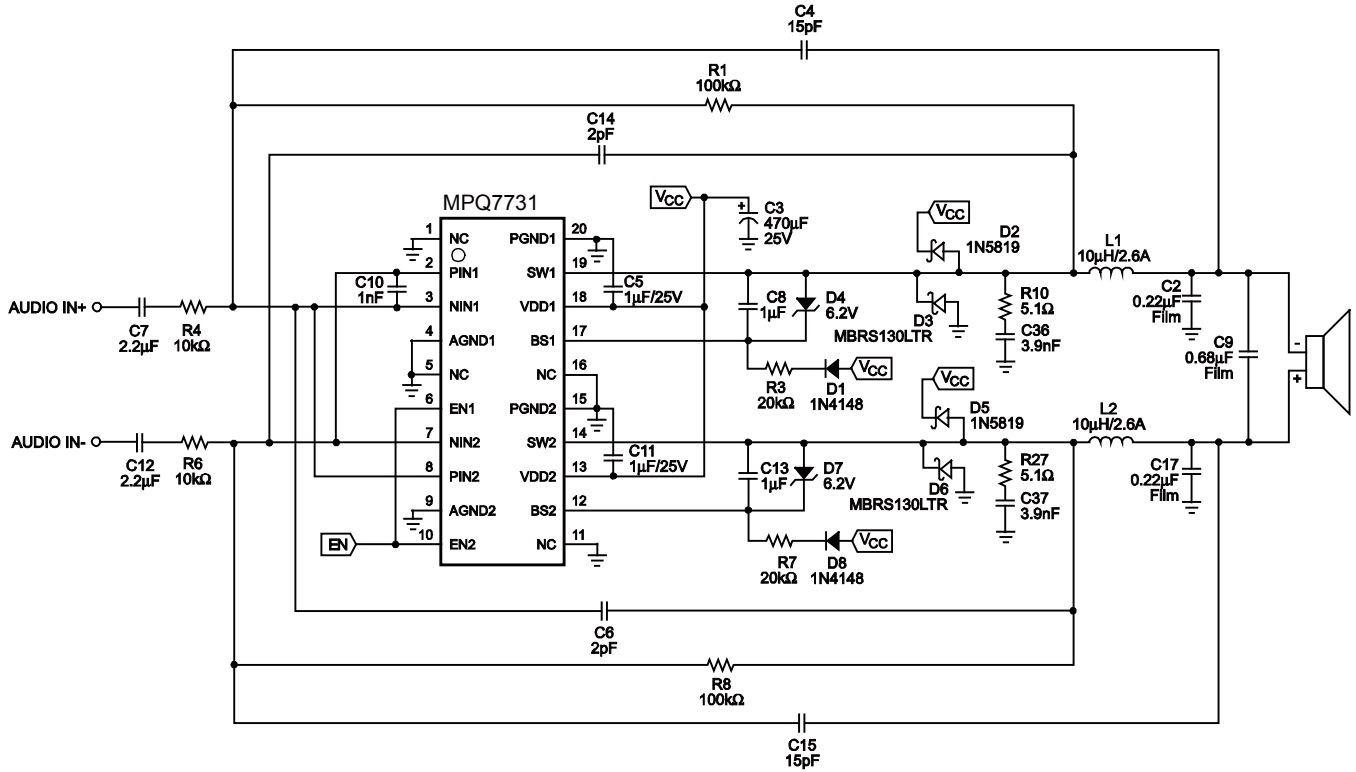 C4
15pF
R1
100kΩ
C14
2pF
MPQ7731
VCC
C3
470µF
25V
+
VCC
D2
1N5819
L1
10µH/2.6A
1
NC
PGND1
20
2
PIN1
SW1
19
C10
1nF
C5
1µF/25V
C8
1µF
D4
6.2V
D3
MBRS130LTR
R10
5.1Ω
C36
3.9nF
C2
0.22µF
Film
AUDIO IN+
C7
2.2µF
R4
10kΩ
3
NIN1
VDD1
18
4
AGND1
BS1
17
5
NC
NC
16
R3
20kΩ
D1
1N4148
VCC
C9
0.68µF
Film
-
+
6
EN1
PGND2
15
VCC
D5
1N5819
L2
10µH/2.6A
AUDIO IN-
C12
2.2µF
R6
10kΩ
7
NIN2
SW2
14
C11
1µF/25V
C13
1µF
D7
6.2V
D6
MBRS130LTR
R27
5.1Ω
C37
3.9nF
C17
0.22µF
Film
8
PIN2
VDD2
13
9
AGND2
BS2
12
EN
10
EN2
NC
11
R7
20kΩ
D8
1N4148
VCC
C6
2pF
R8
100kΩ
C15
15pF